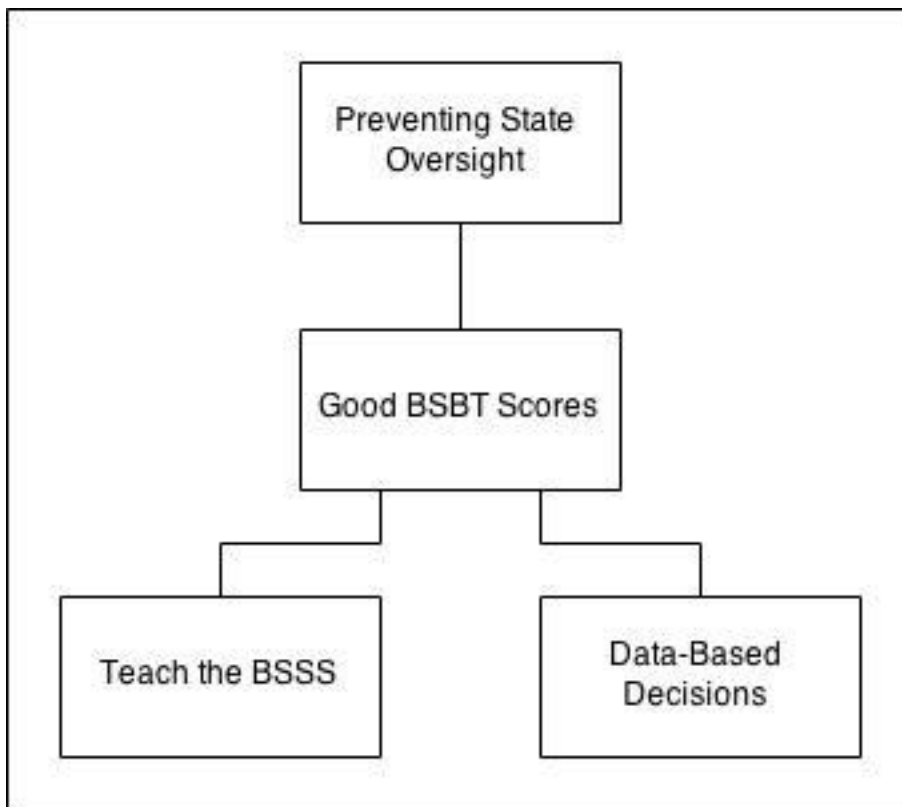 Preventing State
Oversight
Good BSBT Scores
Teach the BSSS
Data-Based
Decisions